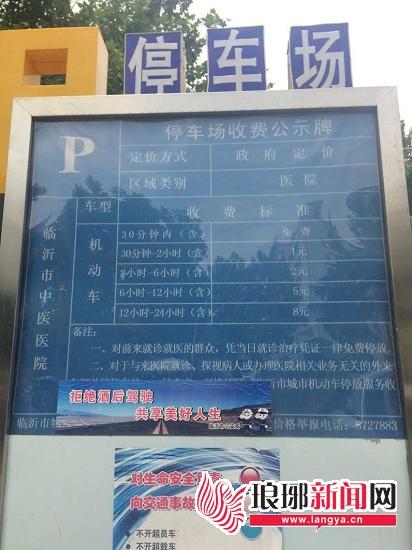 停车场
P
停车场收费公示牌
定价方式 政府定价
区域类别 医院
车型 收费标准
机动车
30分钟内（含） 免费
30分钟-2小时(含) 1元
2小时-6小时(含) 2元
6小时-12小时(含) 5元
12小时-24小时(含) 8元
临沂市中医医院
备注:
一、对前来就诊就医的群众，凭当日就诊治疗凭证一律免费停放
二、对于与来医院就诊、探视病人或办理医院相关业务无关的外来
市城市机动车停放服务收
临沂市
价格举报电话: 8727883
拒绝酒后驾驶
共享美好人生
对生命安全
向交通事故
•不开超员车
•不开超载车
琅琊新闻网
www.langya.cn